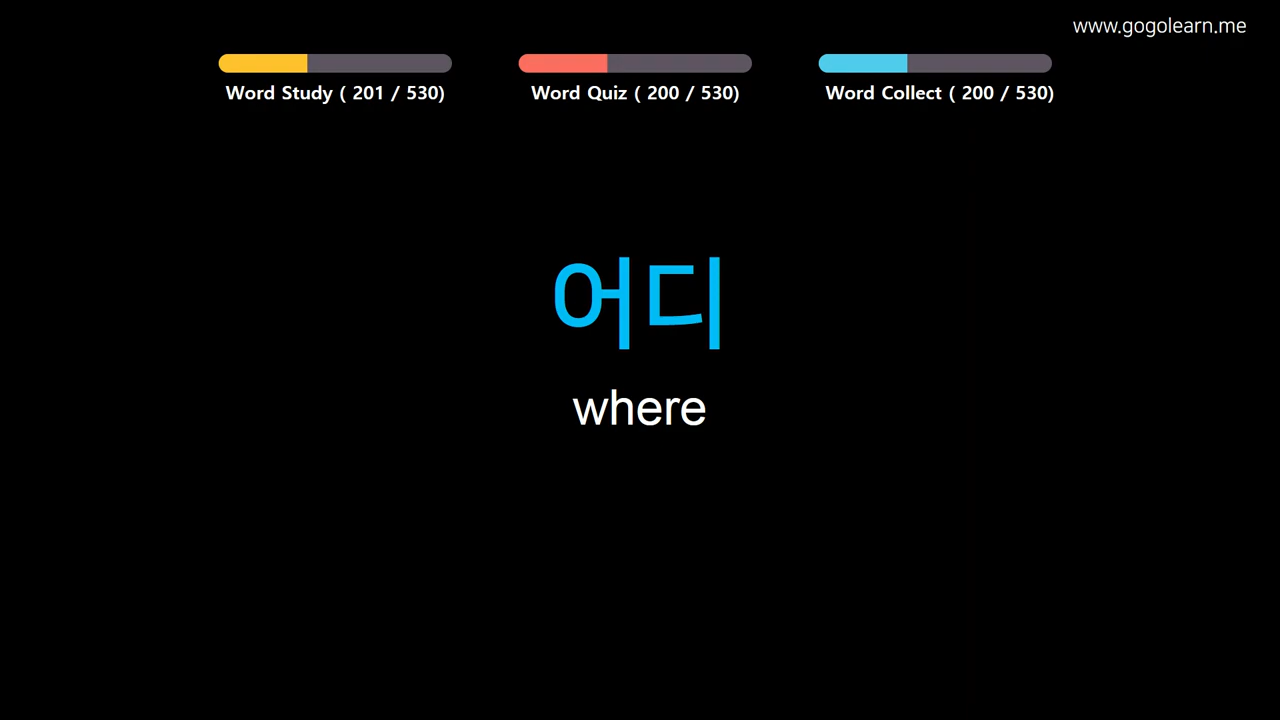 www.gogolearn.me
Word Study ( 201 / 530)
Word Quiz ( 200 / 530)
Word Collect ( 200 / 530)
어디
where